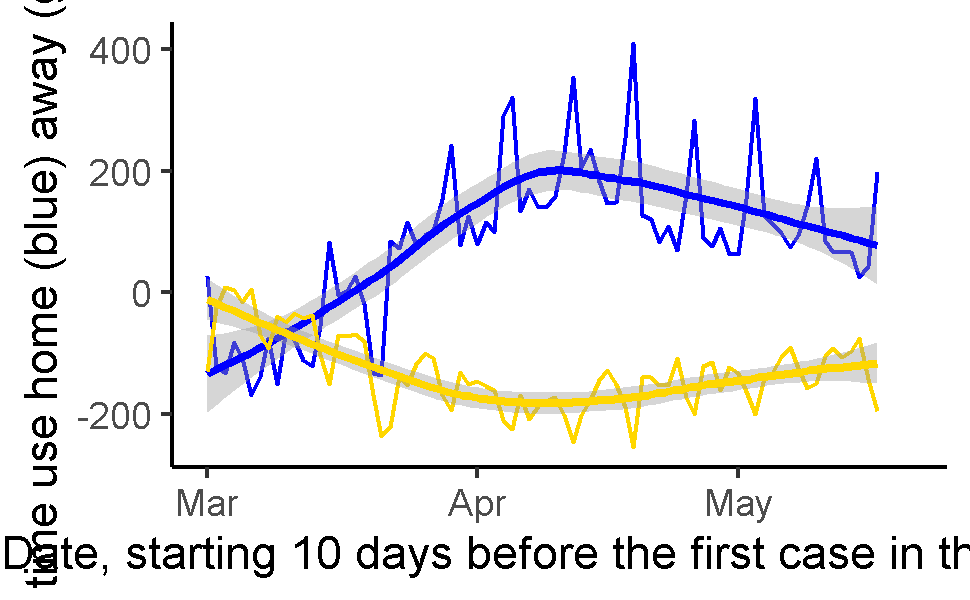 time use home (blue) away (
400
200
0
-200
Mar Apr May
Date, starting 10 days before the first case in th